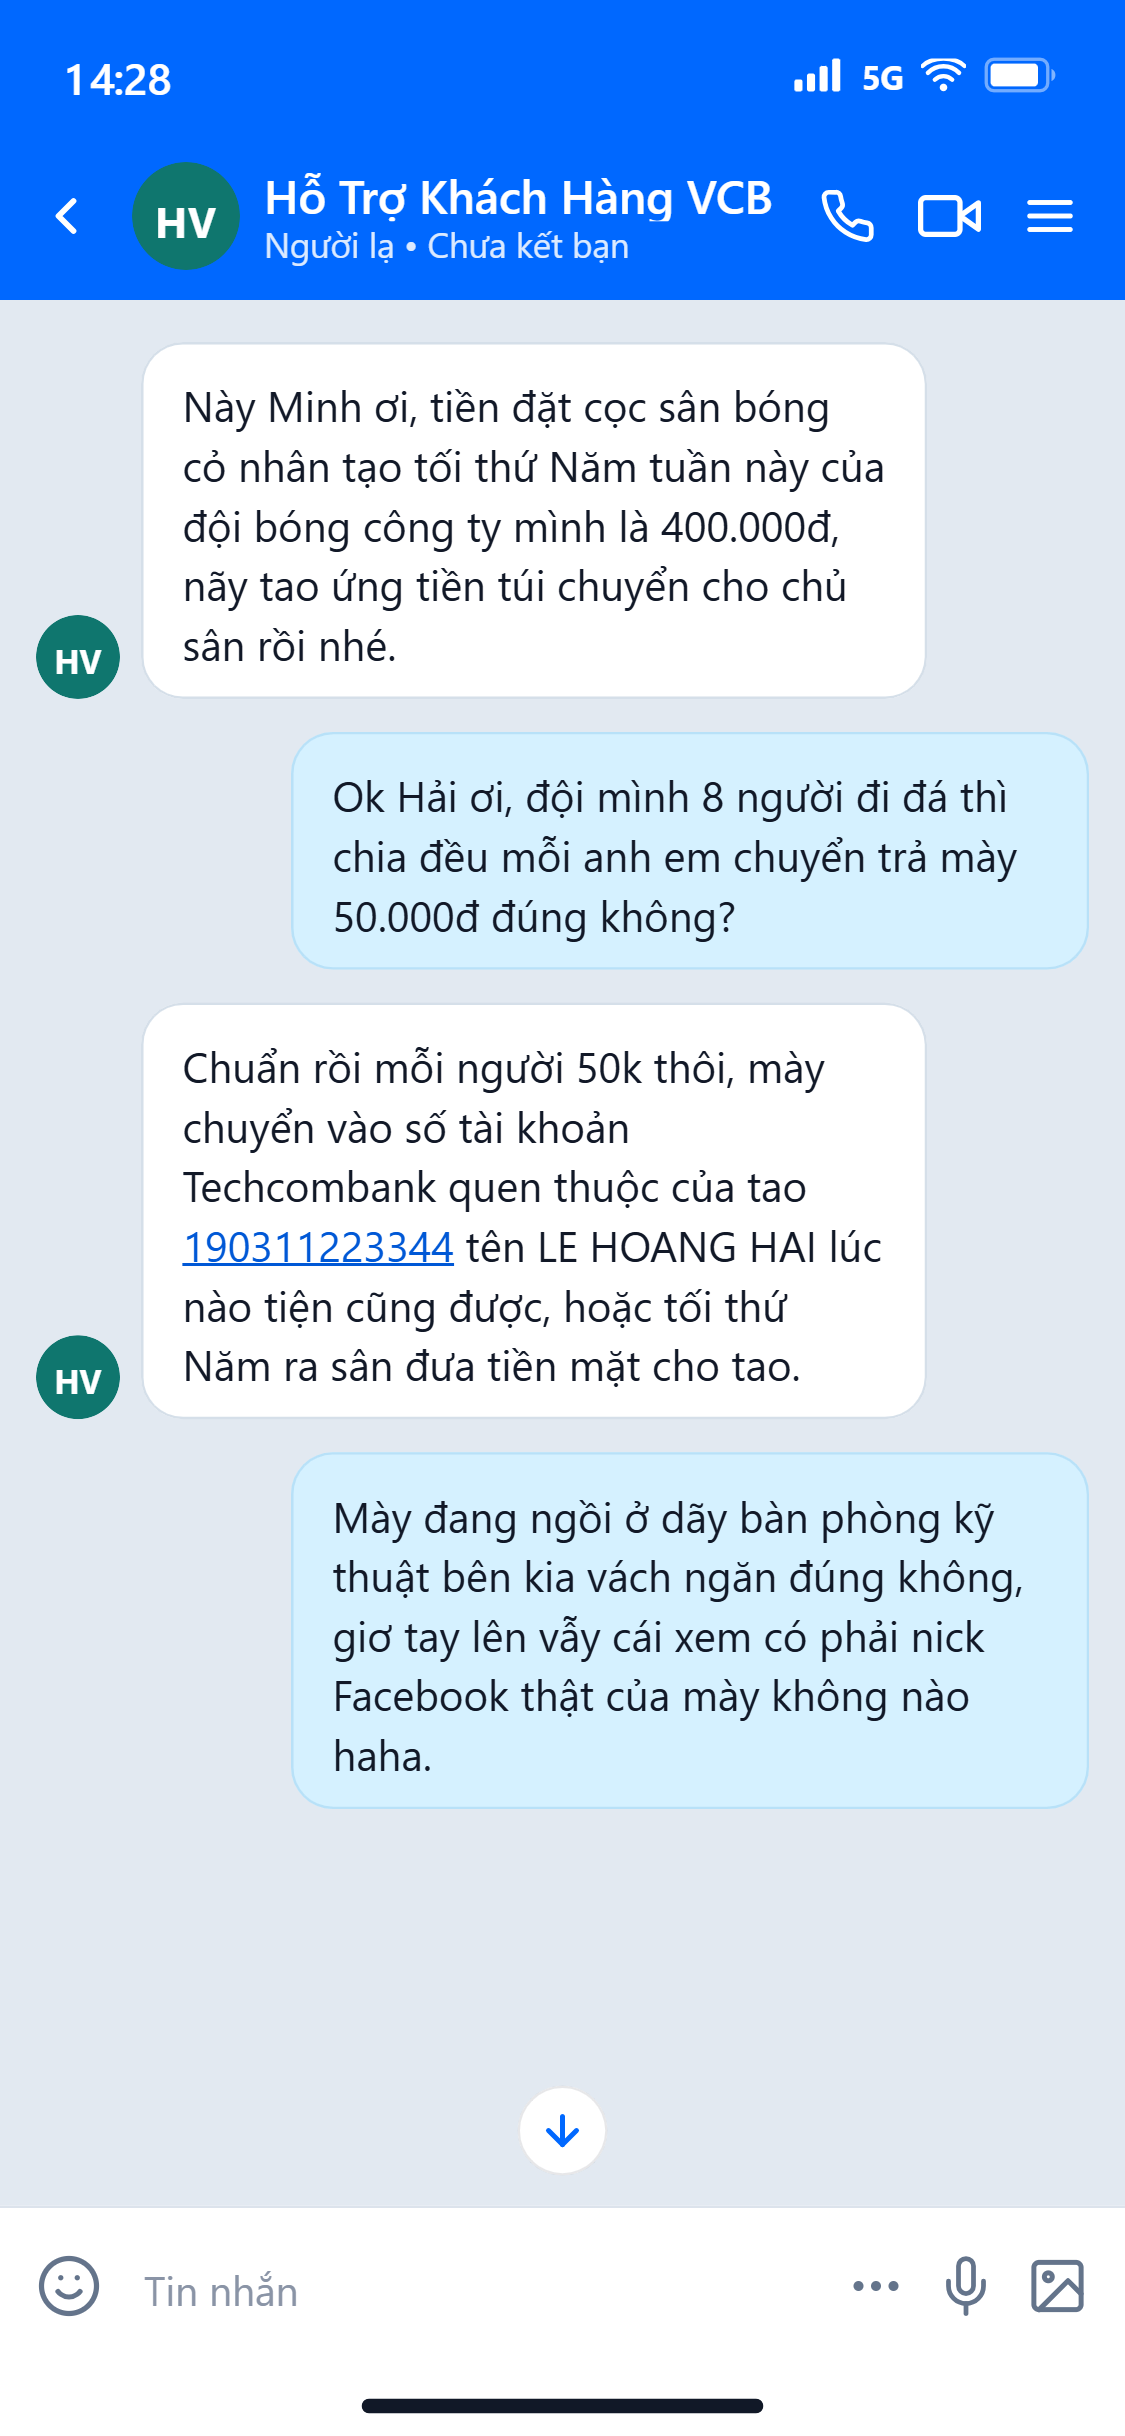 14:28
5G
HV
Hỗ Trợ Khách Hàng VCB
Người lạ • Chưa kết bạn
Này Minh ơi, tiền đặt cọc sân bóng
cỏ nhân tạo tối thứ Năm tuần này của
đội bóng công ty mình là 400.000đ,
nãy tao ứng tiền túi chuyển cho chủ
sân rồi nhé.
HV
Ok Hải ơi, đội mình 8 người đi đá thì
chia đều mỗi anh em chuyển trả mày
50.000đ đúng không?
Chuẩn rồi mỗi người 50k thôi, mày
chuyển vào số tài khoản
Techcombank quen thuộc của tao
190311223344 tên LE HOANG HAI lúc
nào tiện cũng được, hoặc tối thứ
Năm ra sân đưa tiền mặt cho tao.
HV
Mày đang ngồi ở dãy bàn phòng kỹ
thuật bên kia vách ngăn đúng không,
giơ tay lên vẫy cái xem có phải nick
Facebook thật của mày không nào
haha.
Tin nhắn